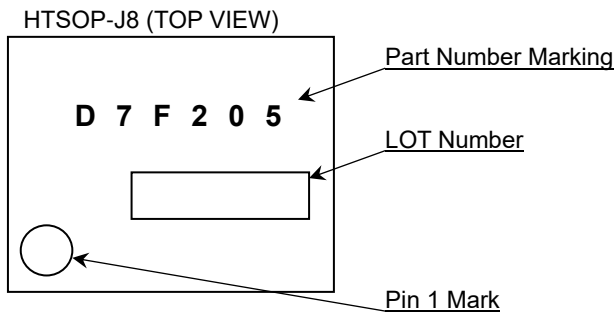 HTSOP-J8 (TOP VIEW)
Part Number Marking
D 7 F 2 0 5
LOT Number
Pin 1 Mark